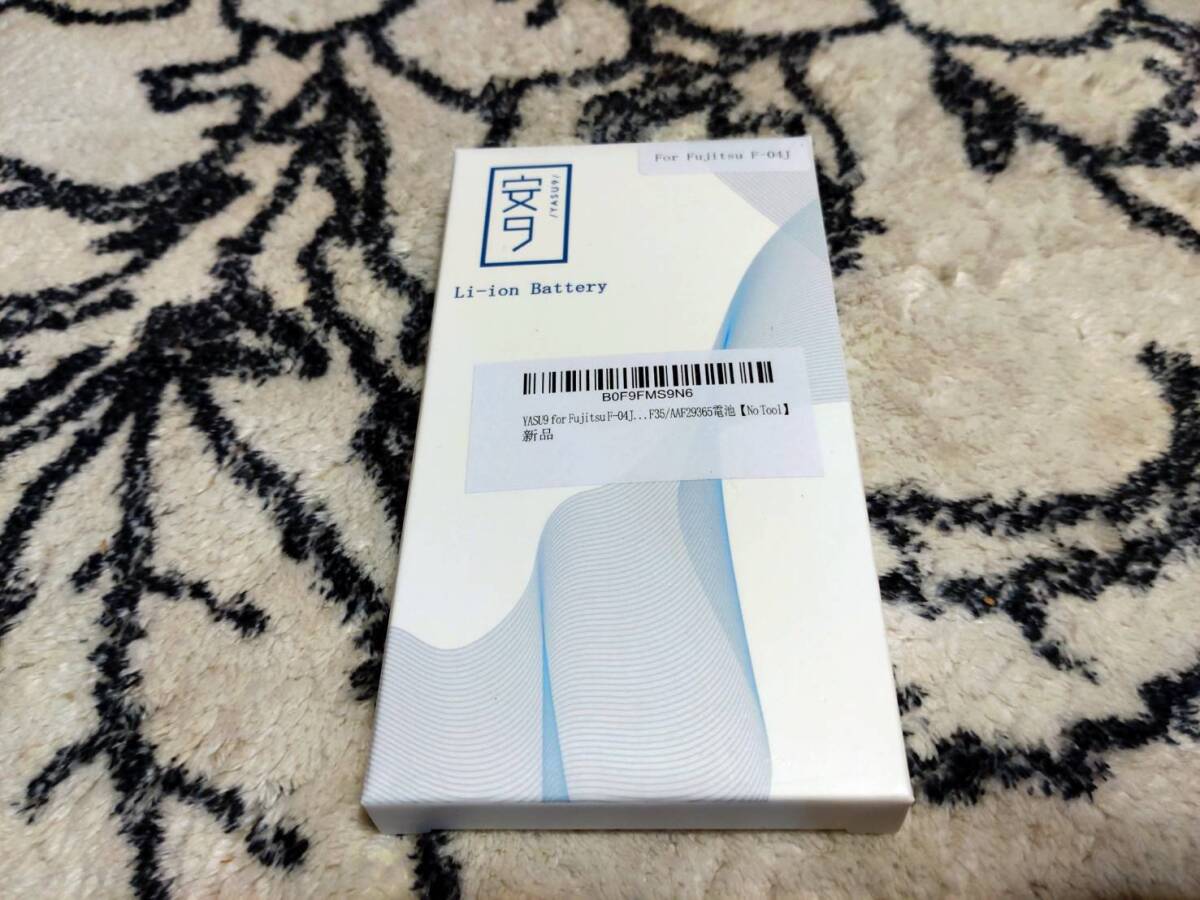 For Fujitsu F-04J
安タ
/YASU9/
Li-ion Battery
B0F9FMS9N6
YASU9 for Fujitsu F-04J...F35/AAF29365電池【No Tool】
新品